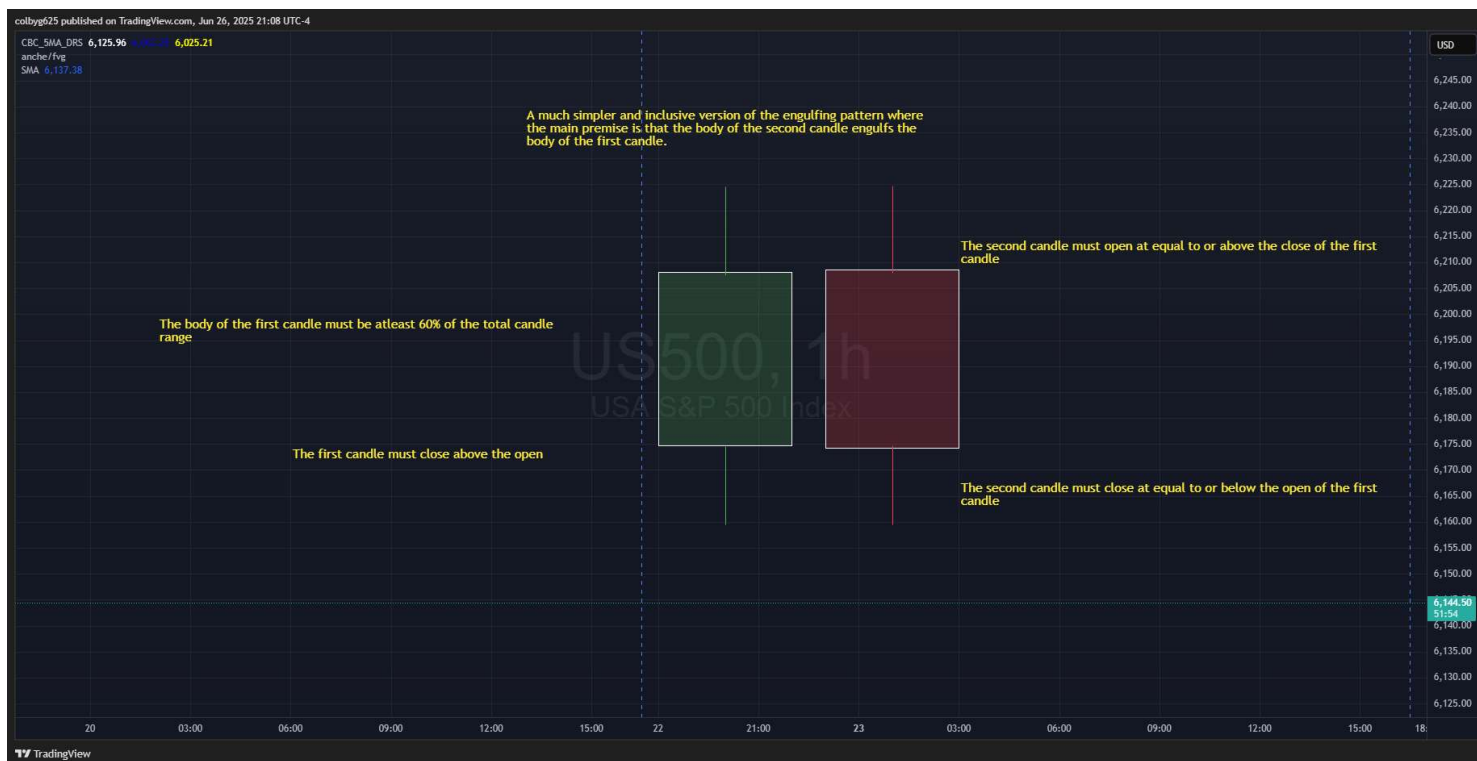 colbyg625 published on TradingView.com, Jun 26, 2025 21:08 UTC-4
CBC_5MA_DRS 6,125.96 6,025.21
anche/fvg
SMA 6,137.38
USD
6,245.00
6,240.00
6,235.00
6,230.00
6,225.00
6,220.00
6,215.00
6,210.00
6,205.00
6,200.00
6,195.00
6,190.00
6,185.00
6,180.00
6,175.00
6,170.00
6,165.00
6,160.00
6,155.00
6,150.00
6,144.50
51:54
6,140.00
6,135.00
6,130.00
6,125.00
A much simpler and inclusive version of the engulfing pattern where
the main premise is that the body of the second candle engulfs the
body of the first candle.
The second candle must open at equal to or above the close of the first
candle
The body of the first candle must be atleast 60% of the total candle
range
US500, 1h
USA S&P 500 Index
The first candle must close above the open
The second candle must close at equal to or below the open of the first
candle
20 03:00 06:00 09:00 12:00 15:00 22 21:00 23 03:00 06:00 09:00 12:00 15:00 18:
TradingView